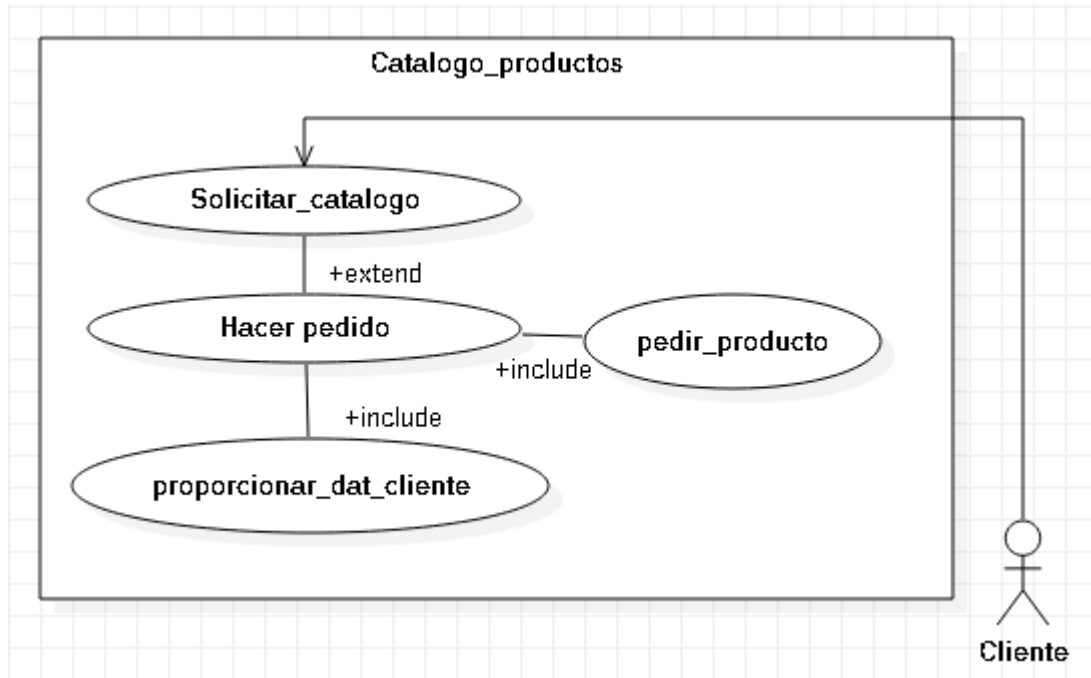 Catalogo_productos
Solicitar_catalogo
+extend
Hacer pedido
pedir_producto
+include
+include
proporcionar_dat_cliente
Cliente